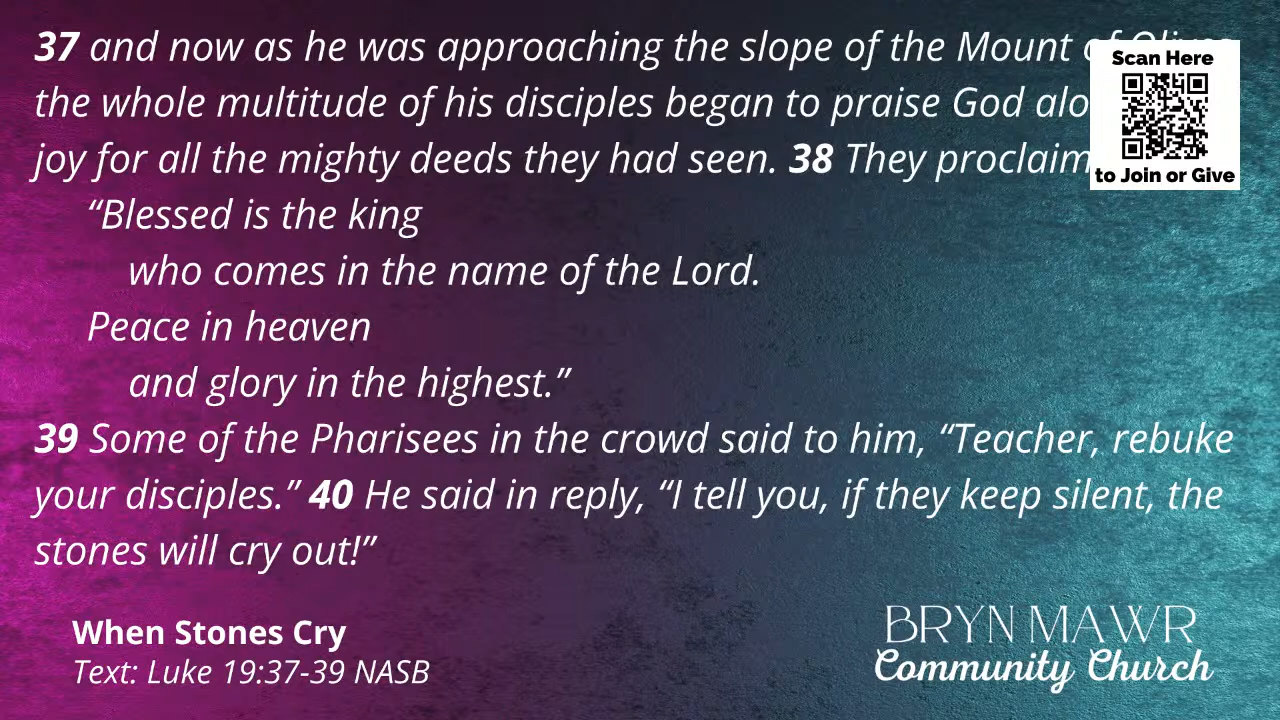 37 and now as he was approaching the slope of the Mount of
the whole multitude of his disciples began to praise God
joy for all the mighty deeds they had seen. 38 They
“Blessed is the king
who comes in the name of the Lord.
Peace in heaven
and glory in the highest.”
39 Some of the Pharisees in the crowd said to him, “Teacher, rebuke
your disciples.” 40 He said in reply, “I tell you, if they keep silent, the
stones will cry out!”
Scan Here
to Join or Give
When Stones Cry
Text: Luke 19:37-39 NASB
BRYN MAWR
Community Church